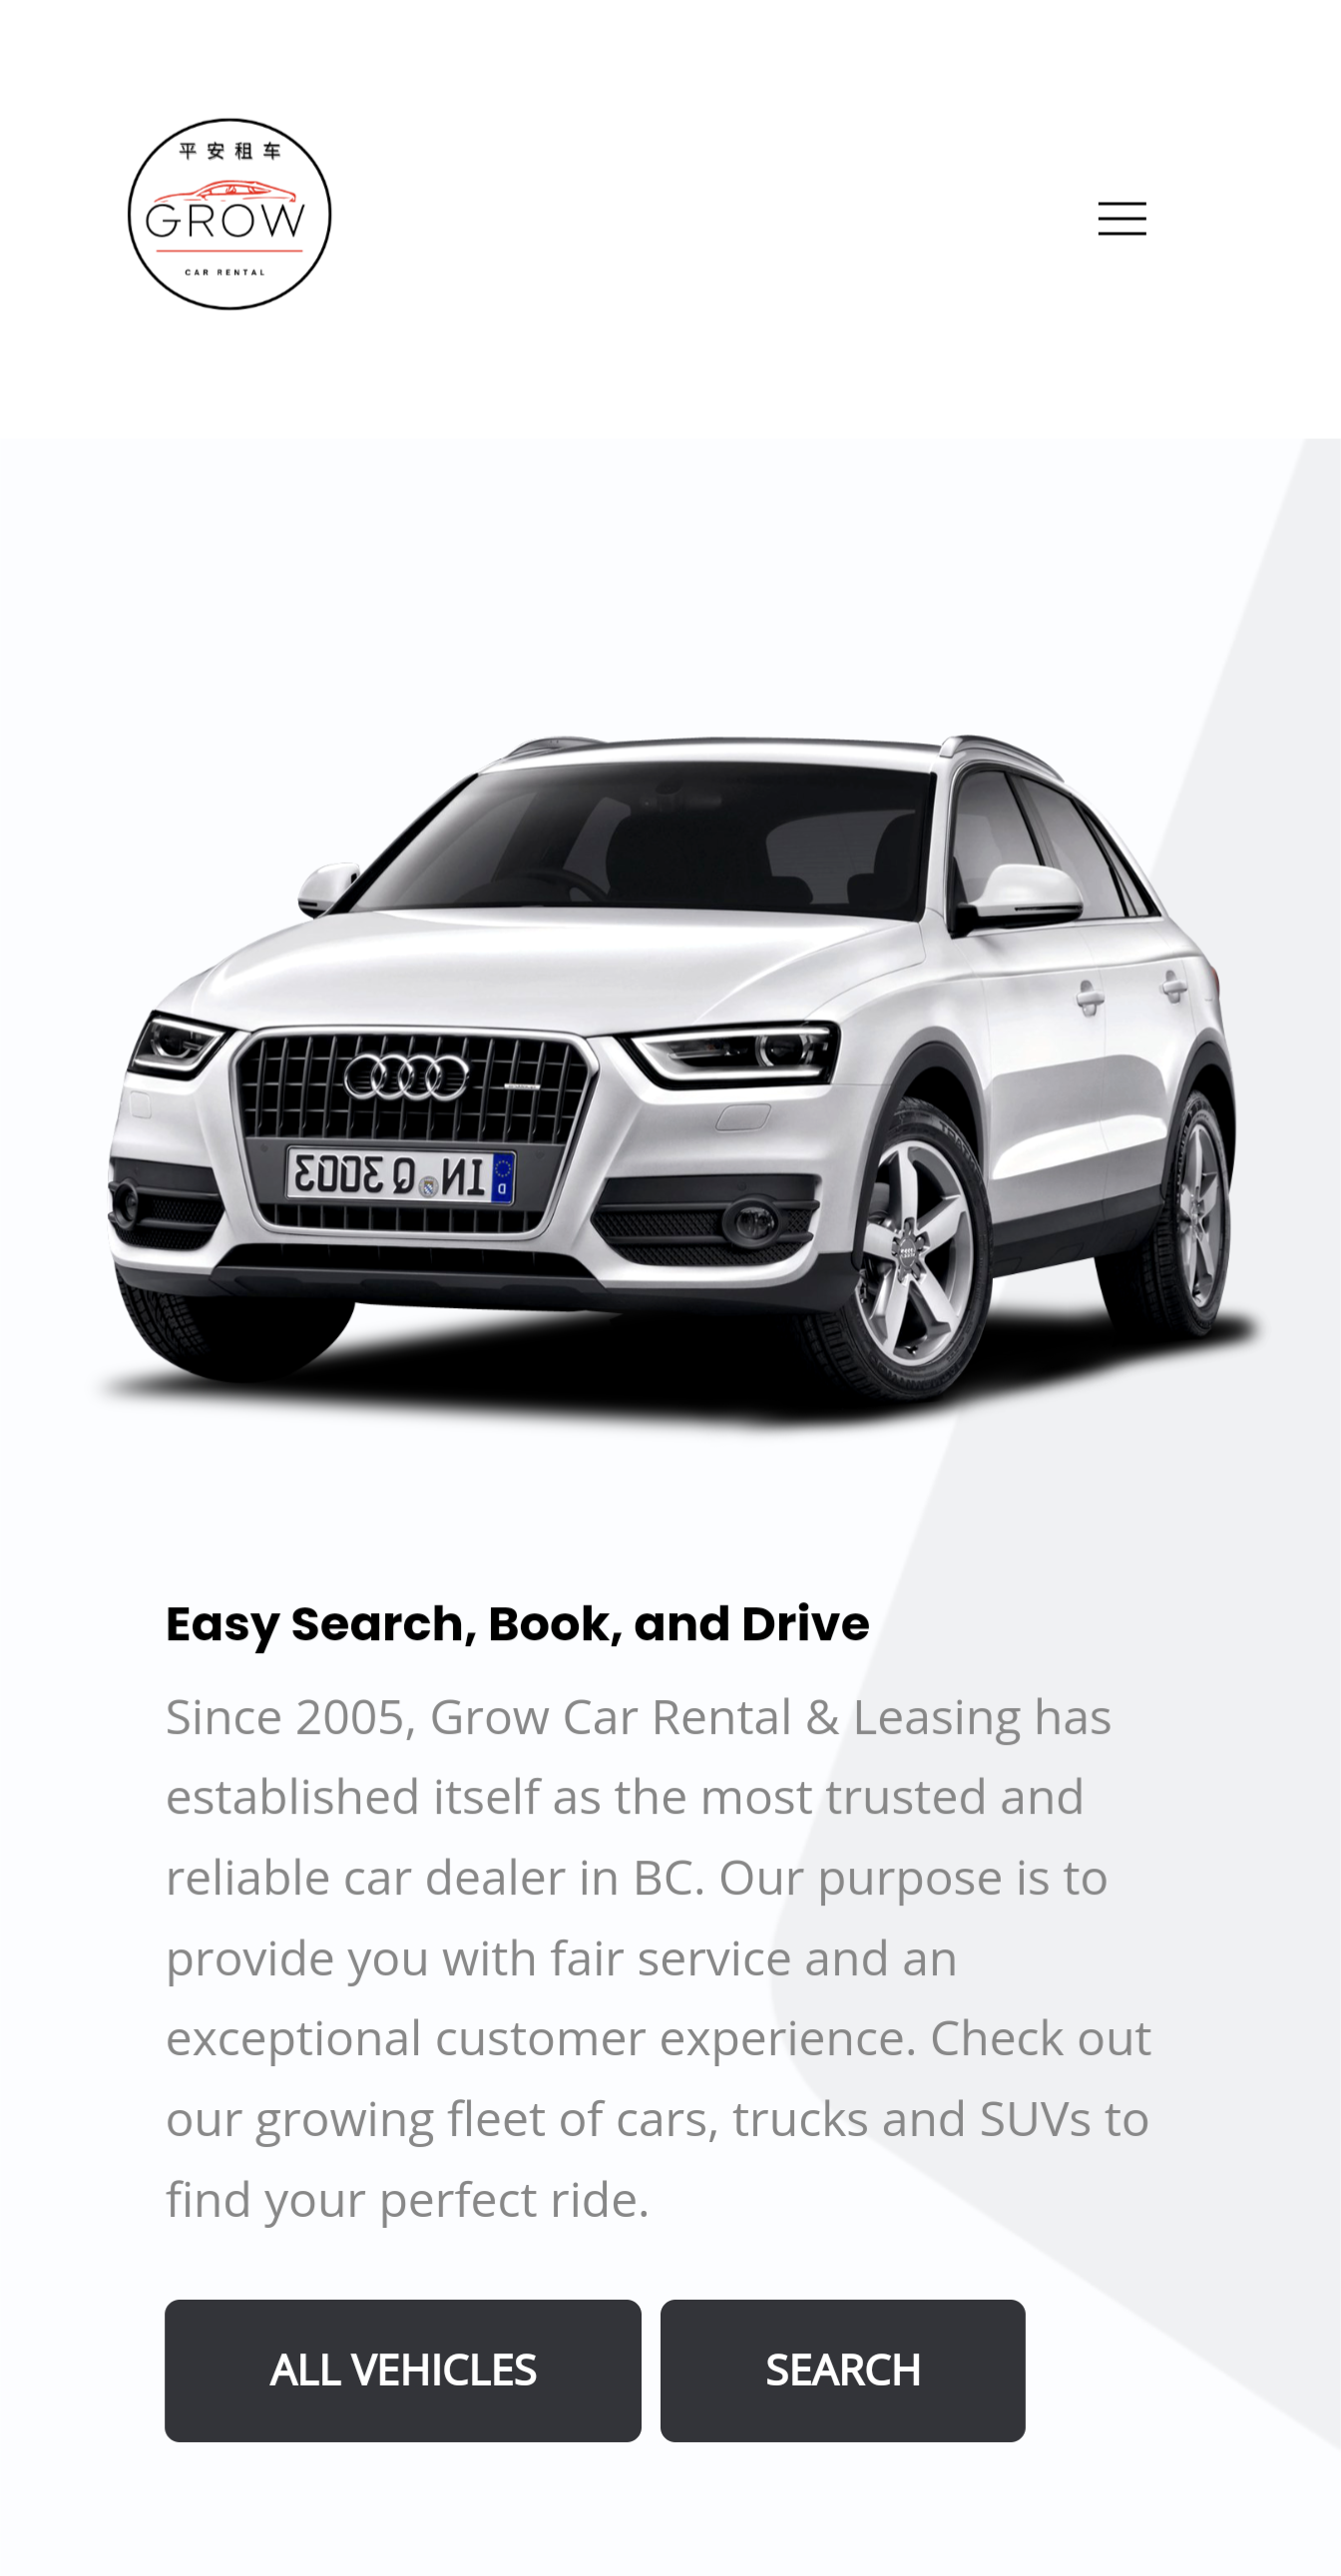 平安租车
GROW
CAR RENTAL
IN Q 3003
D
Easy Search, Book, and Drive
Since 2005, Grow Car Rental & Leasing has
established itself as the most trusted and
reliable car dealer in BC. Our purpose is to
provide you with fair service and an
exceptional customer experience. Check out
our growing fleet of cars, trucks and SUVs to
find your perfect ride.
ALL VEHICLES
SEARCH